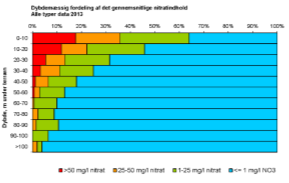 Dybdemæssig fordeling af det gennemsnitlige nitratindhold
Alle typer data 2012
0% 10% 20% 30% 40% 50% 60% 70% 80% 90% 100%
Dybde, m under terræn
0-10
10-20
20-30
30-40
40-50
50-60
60-70
70-80
80-90
90-100
>100
>50 mg/l nitrat 25-50 mg/l nitrat 1-25 mg/l nitrat <= 1 mg/l NO3